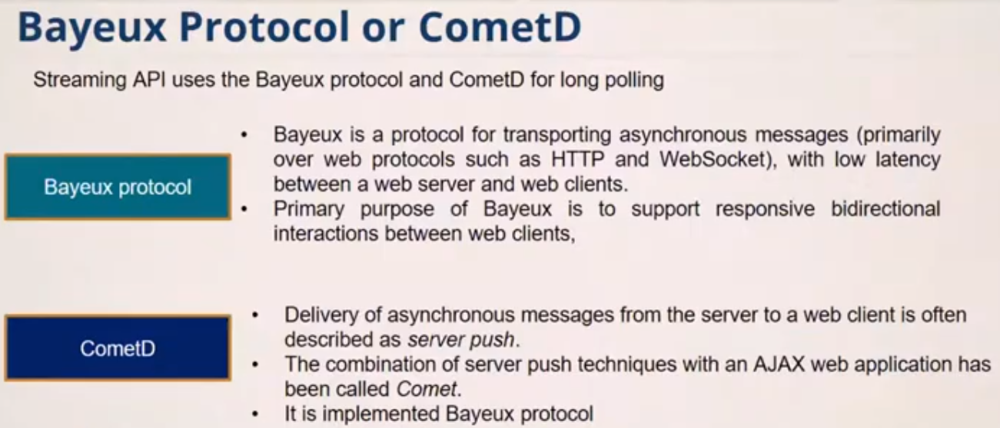 Bayeux Protocol or CometD
Streaming API uses the Bayeux protocol and CometD for long polling
Bayeux protocol
• Bayeux is a protocol for transporting asynchronous messages (primarily
over web protocols such as HTTP and WebSocket), with low latency
between a web server and web clients.
• Primary purpose of Bayeux is to support responsive bidirectional
interactions between web clients,
CometD
• Delivery of asynchronous messages from the server to a web client is often
described as server push.
• The combination of server push techniques with an AJAX web application has
been called Comet.
• It is implemented Bayeux protocol